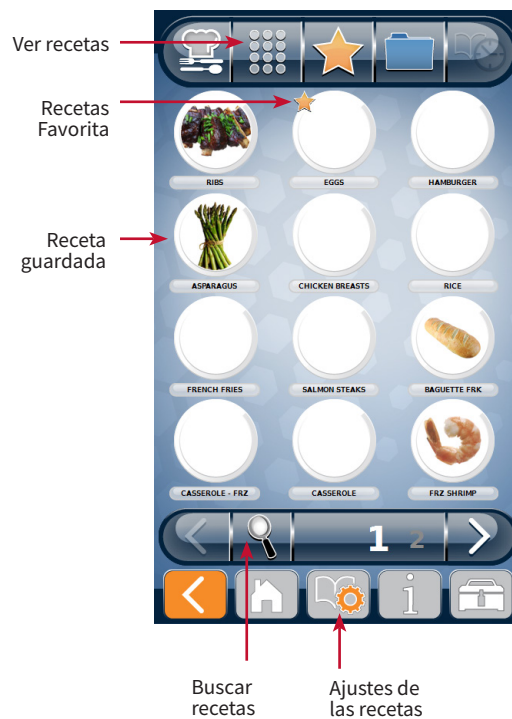 Ver recetas
Recetas
Favorita
RIBS
EGGS
HAMBURGER
Receta
guardada
ASPARAGUS
CHICKEN BREASTS
RICE
FRENCH FRIES
SALMON STEAKS
BAGUETTE FRK
CASSEROLE - FRZ
CASSEROLE
FRZ SHRIMP
1 2
i
Buscar
recetas
Ajustes de
las recetas